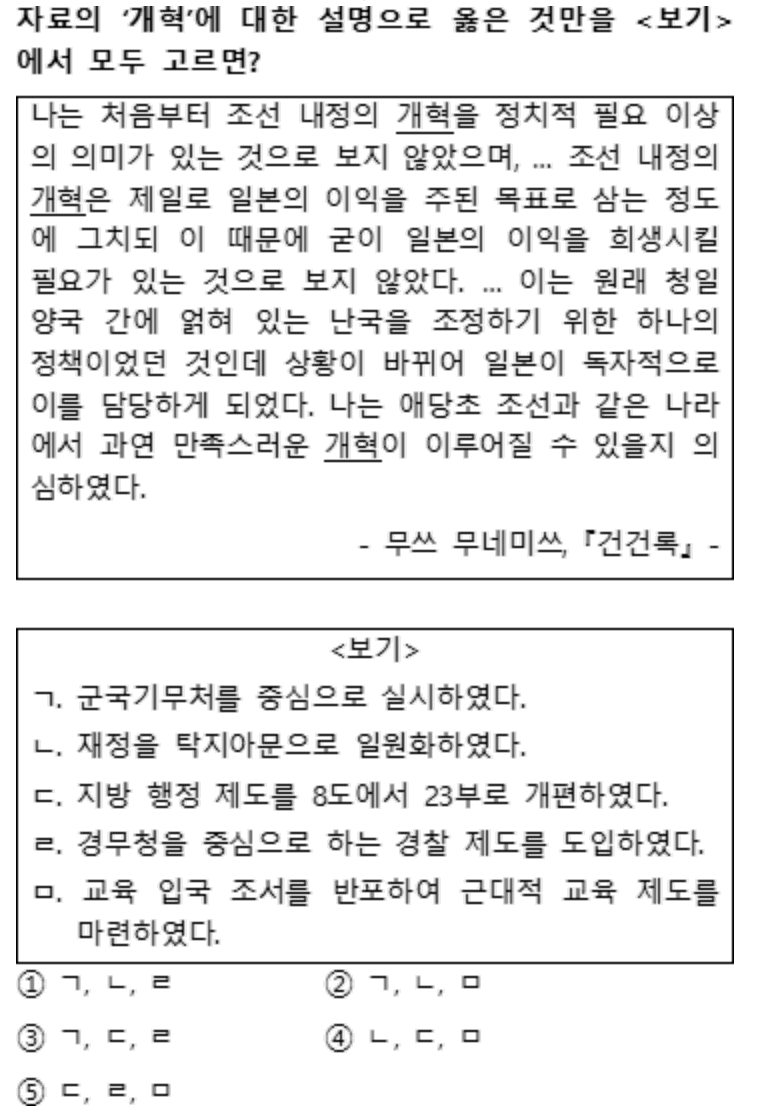 자료의 ‘개혁’에 대한 설명으로 옳은 것만을 <보기>
에서 모두 고르면?
나는 처음부터 조선 내정의 개혁을 정치적 필요 이상
의 의미가 있는 것으로 보지 않았으며, ... 조선 내정의
개혁은 제일로 일본의 이익을 주된 목표로 삼는 정도
에 그치되 이 때문에 굳이 일본의 이익을 희생시킬
필요가 있는 것으로 보지 않았다. ... 이는 원래 청일
양국 간에 얽혀 있는 난국을 조정하기 위한 하나의
정책이었던 것인데 상황이 바뀌어 일본이 독자적으로
이를 담당하게 되었다. 나는 애당초 조선과 같은 나라
에서 과연 만족스러운 개혁이 이루어질 수 있을지 의
심하였다.
- 무쓰 무네미쓰, 『건건록』 -
<보기>
ㄱ. 군국기무처를 중심으로 실시하였다.
ㄴ. 재정을 탁지아문으로 일원화하였다.
ㄷ. 지방 행정 제도를 8도에서 23부로 개편하였다.
ㄹ. 경무청을 중심으로 하는 경찰 제도를 도입하였다.
ㅁ. 교육 입국 조서를 반포하여 근대적 교육 제도를
마련하였다.
① ㄱ, ㄴ, ㄹ ② ㄱ, ㄴ, ㅁ
③ ㄱ, ㄷ, ㄹ ④ ㄴ, ㄷ, ㅁ
⑤ ㄷ, ㄹ, ㅁ